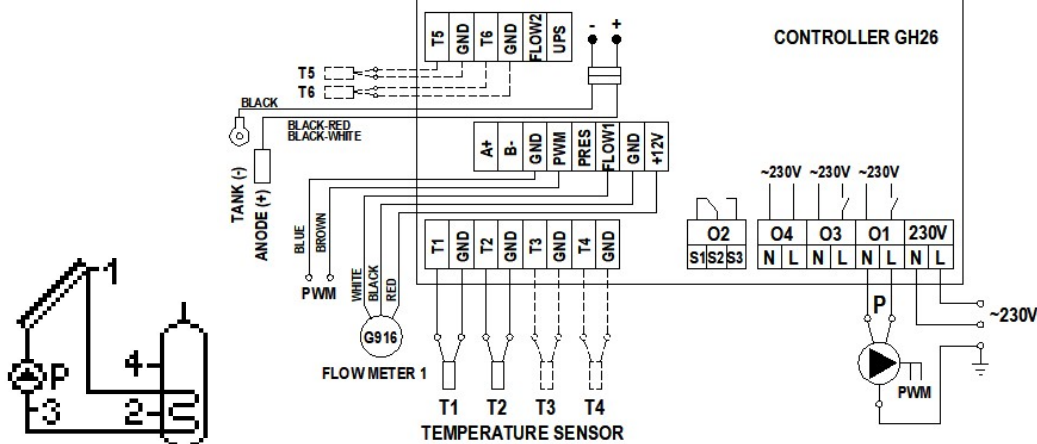 T5 GND T6 GND FLOW2 UPS
- +
CONTROLLER GH26
T5
T6
BLACK
BLACK-RED
BLACK-WHITE
TANK (-)
ANODE (+)
A+ B- GND PWM PRES FLOW1 GND +12V
~230V ~230V ~230V
BLUE
BROWN
PWM
WHITE
BLACK
RED
T1 GND T2 GND T3 GND T4 GND
O2 O4 O3 O1 230V
S1 S2 S3 N L N L N L N L
G916
FLOW METER 1
P
~230V
PWM
T1 T2 T3 T4
TEMPERATURE SENSOR
1
P
4
3
2